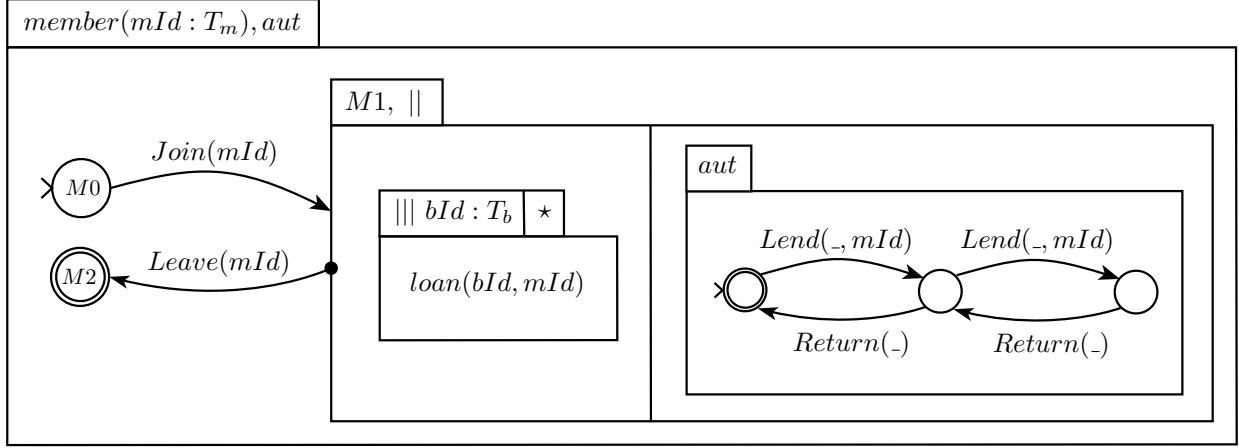 member(mId : T_m), aut
M1, ||
Join(mId)
M0
aut
||| bId : T_b ⋆
Lend(_, mId) Lend(_, mId)
Leave(mId)
M2
loan(bId, mId)
Return(_) Return(_)